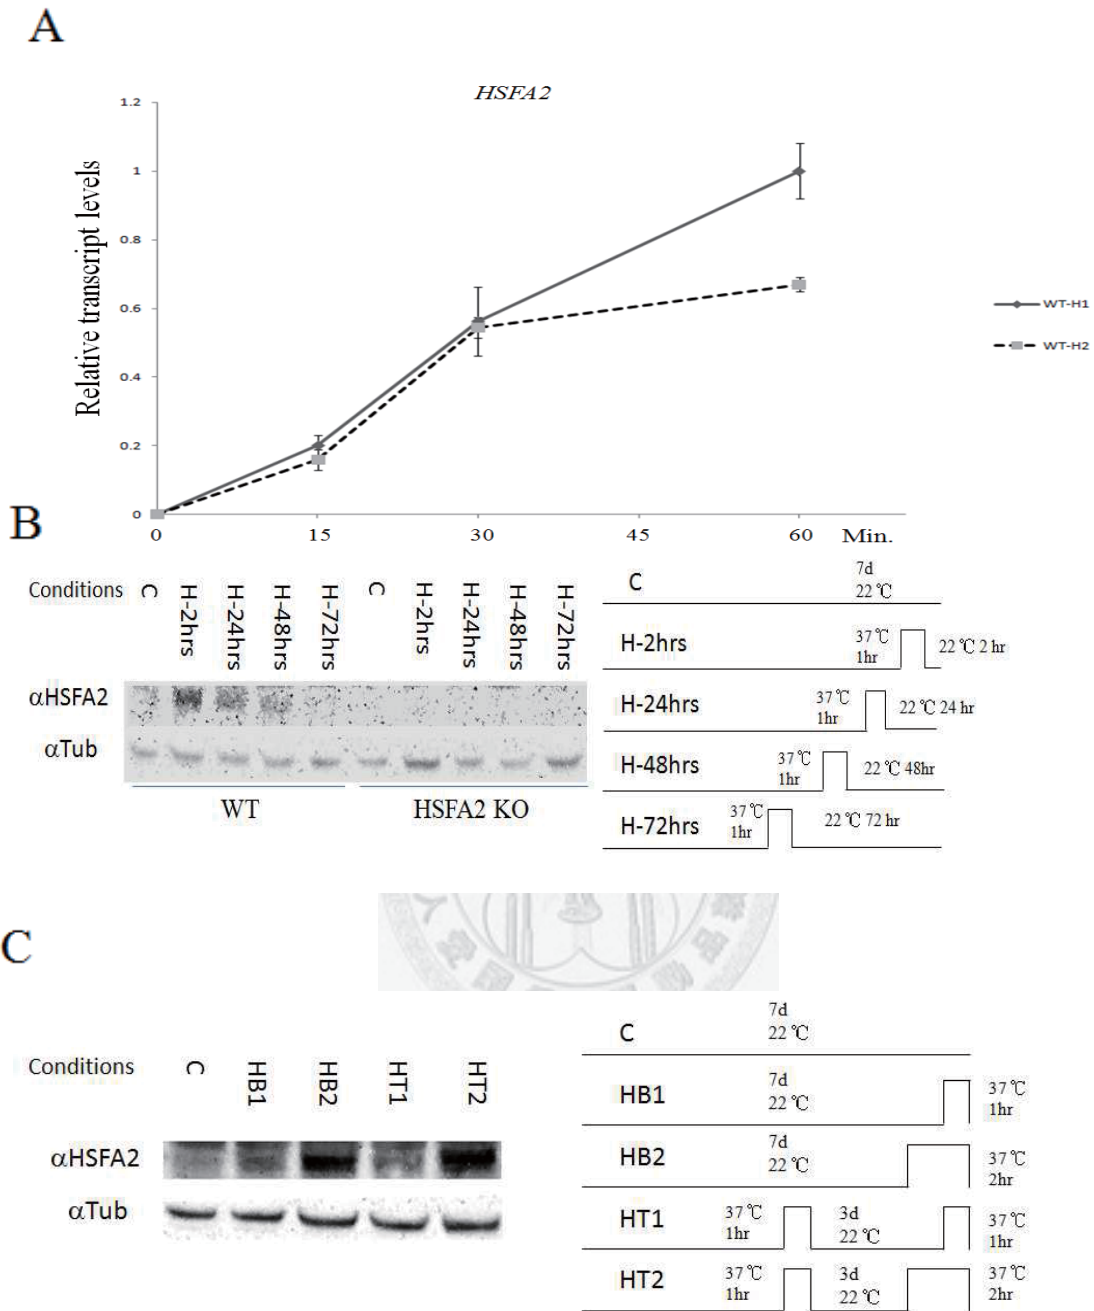 A
HSFA2
Relative transcript levels
1.2
1
0.8
0.6
0.4
0.2
0
0 15 30 45 60 Min.
WT-H1
WT-H2
B
Conditions C H-2hrs H-24hrs H-48hrs H-72hrs C H-2hrs H-24hrs H-48hrs H-72hrs
αHSFA2
αTub
WT HSFA2 KO
C 7d
22 ℃
H-2hrs 37 ℃
1hr 22 ℃ 2 hr
H-24hrs 37 ℃
1hr 22 ℃ 24 hr
H-48hrs 37 ℃
1hr 22 ℃ 48hr
H-72hrs 37 ℃
1hr 22 ℃ 72 hr
C
Conditions C HB1 HB2 HT1 HT2
αHSFA2
αTub
C 7d
22 ℃
HB1 7d
22 ℃ 37 ℃
1hr
HB2 7d
22 ℃ 37 ℃
2hr
HT1 37 ℃
1hr 3d
22 ℃ 37 ℃
1hr
HT2 37 ℃
1hr 3d
22 ℃ 37 ℃
2hr